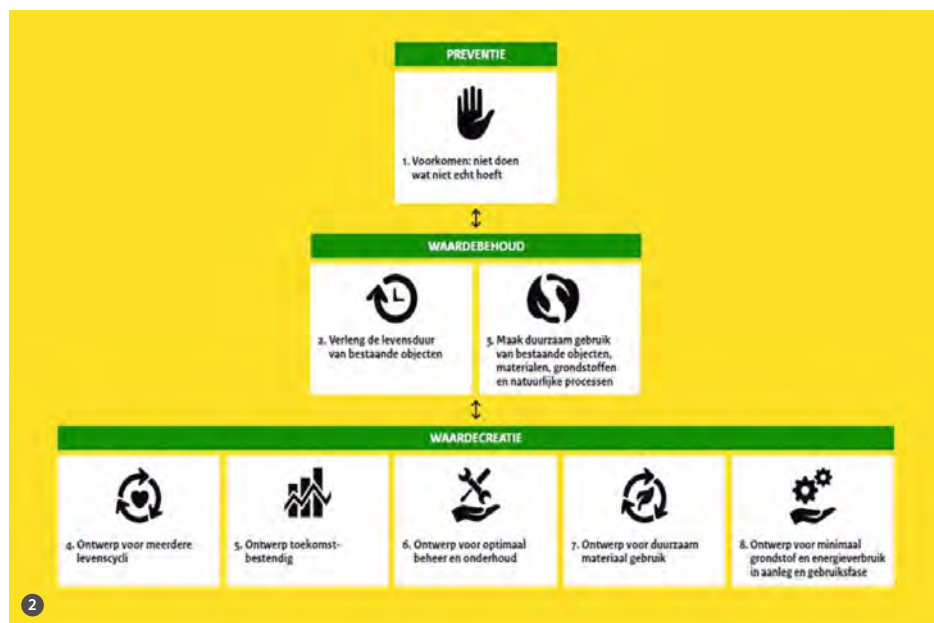 PREVENTIE
1. Voorkomen: niet doen
wat niet echt hoeft
WAARDEBEHOUD
2. Verleng de levensduur
van bestaande objecten
3. Maak duurzaam gebruik
van bestaande objecten,
materialen, grondstoffen
en natuurlijke processen
WAARDECREATIE
4. Ontwerp voor meerdere
levenscycli
5. Ontwerp toekomst-
bestendig
6. Ontwerp voor optimaal
beheer en onderhoud
7. Ontwerp voor duurzaam
materiaal gebruik
8. Ontwerp voor minimaal
grondstof en energieverbruik
in aanleg en gebruiksfase
2